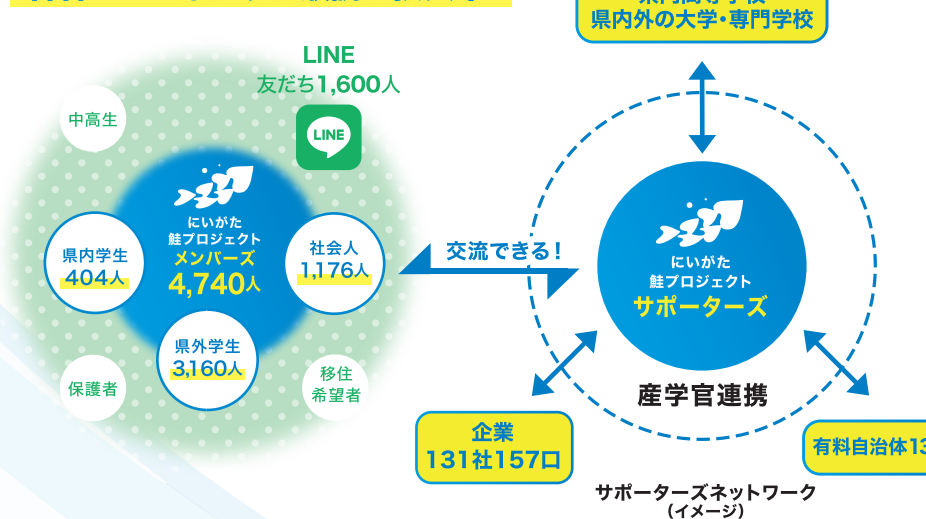 県内外の大学・専門学校
LINE
友だち1,600人
LINE
中高生
にいがた
鮭プロジェクト
メンバーズ
4,740人
県内学生
404人
社会人
1,176人
県外学生
3,160人
保護者
移住
希望者
交流できる!
にいがた
鮭プロジェクト
サポーターズ
産学官連携
企業
131社157口
有料自治体13
サポーターズネットワーク
(イメージ)